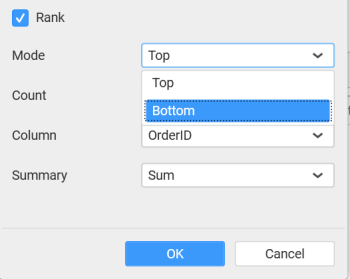 Rank
Mode Top
Top
Count
Bottom
Column OrderID
Summary Sum
OK Cancel